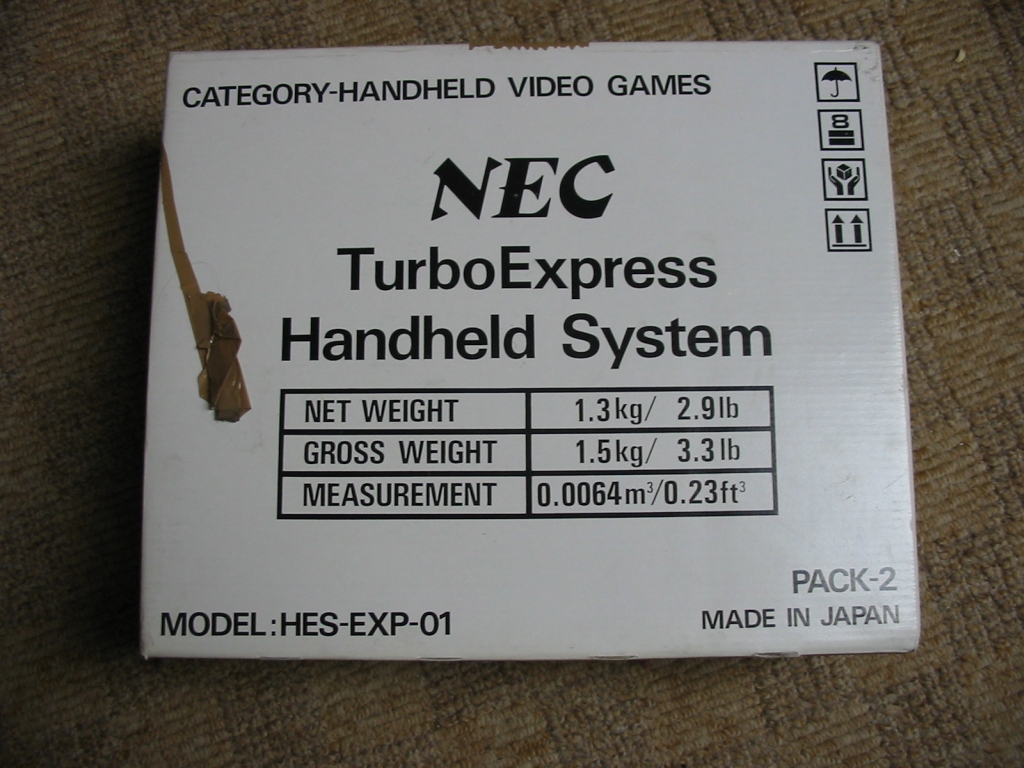 CATEGORY-HANDHELD VIDEO GAMES
8
NEC
TurboExpress
Handheld System
NET WEIGHT 1.3kg/ 2.9lb
GROSS WEIGHT 1.5kg/ 3.3lb
MEASUREMENT 0.0064m³/0.23ft³
PACK-2
MODEL:HES-EXP-01
MADE IN JAPAN